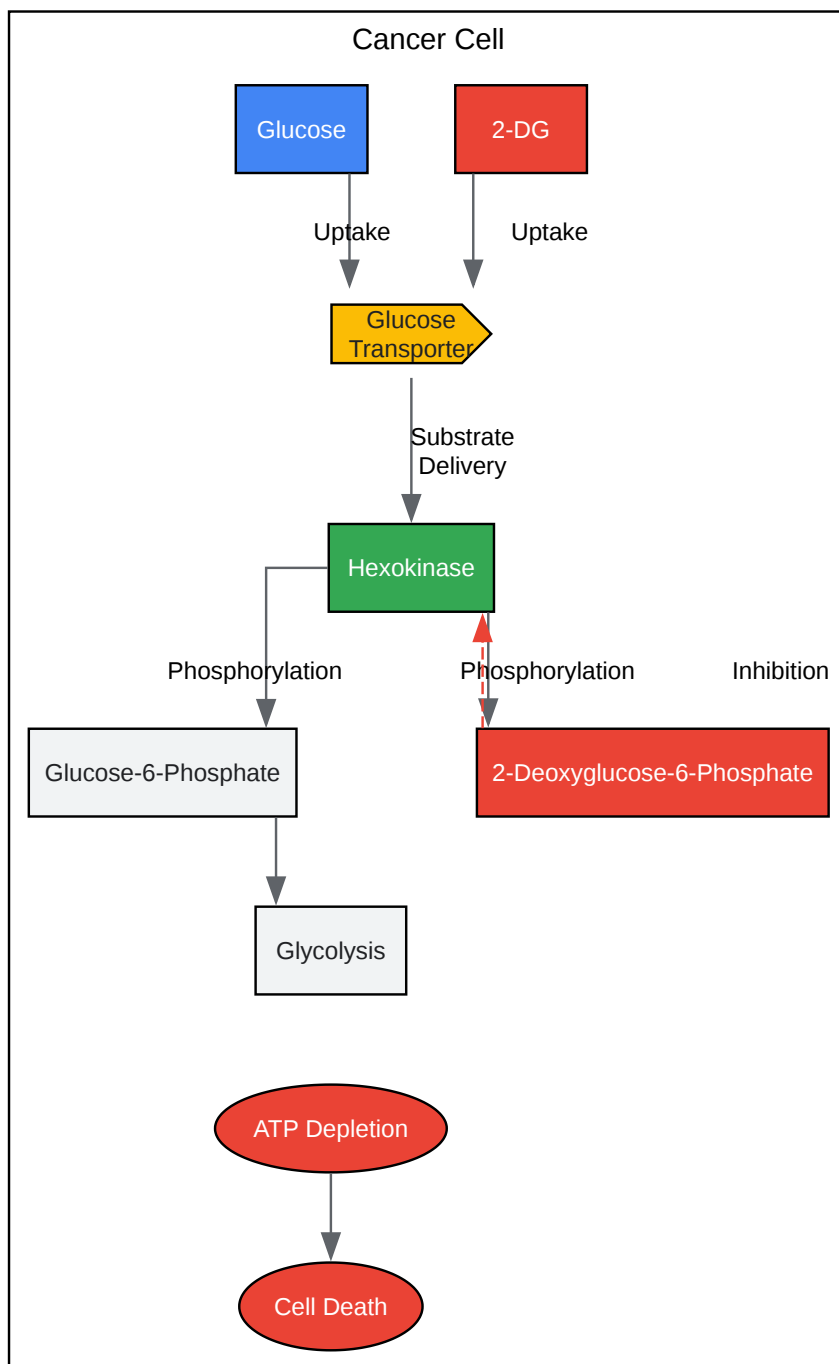 Cancer Cell
Glucose
2-DG
Uptake
Uptake
Glucose
Transporter
Substrate
Delivery
Hexokinase
Phosphorylation
Phosphorylation
Inhibition
Glucose-6-Phosphate
2-Deoxyglucose-6-Phosphate
Glycolysis
ATP Depletion
Cell Death